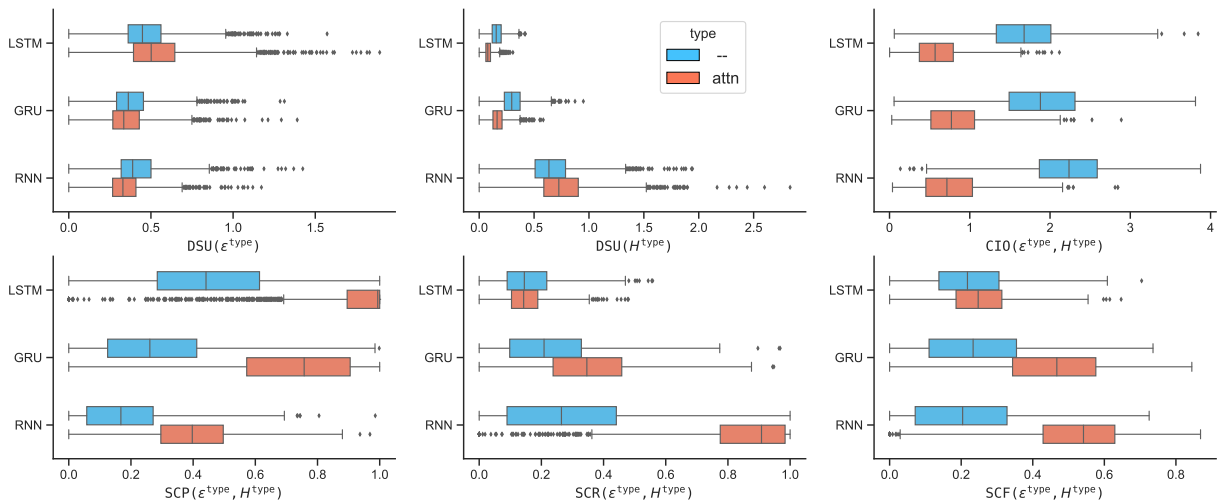 LSTM
GRU
RNN
0.0 0.5 1.0 1.5
DSU(ε^type)
type
--
attn
0.0 0.5 1.0 1.5 2.0 2.5
DSU(H^type)
LSTM
GRU
RNN
0 1 2 3 4
CIO(ε^type, H^type)
LSTM
GRU
RNN
0.0 0.2 0.4 0.6 0.8 1.0
SCP(ε^type, H^type)
LSTM
GRU
RNN
0.0 0.2 0.4 0.6 0.8 1.0
SCR(ε^type, H^type)
LSTM
GRU
RNN
0.0 0.2 0.4 0.6 0.8
SCF(ε^type, H^type)